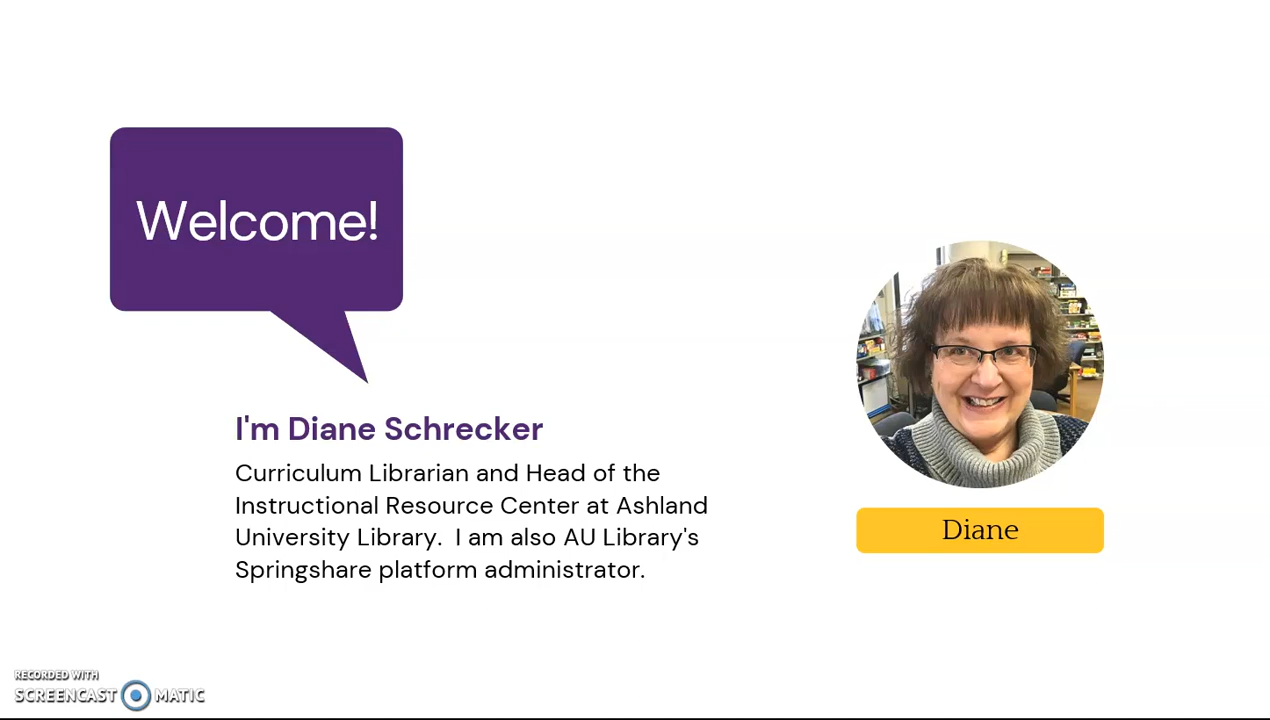 Welcome!
I'm Diane Schrecker
Curriculum Librarian and Head of the
Instructional Resource Center at Ashland
University Library.  I am also AU Library's
Springshare platform administrator.
Diane
RECORDED WITH
SCREENCAST MATIC